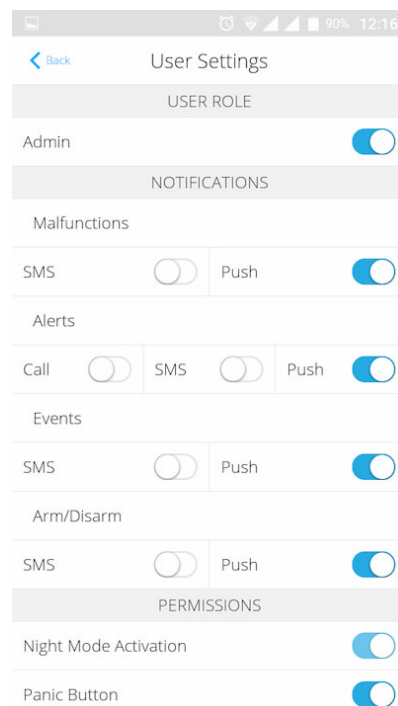 90% 12:16
Back User Settings
USER ROLE
Admin
NOTIFICATIONS
Malfunctions
SMS Push
Alerts
Call SMS Push
Events
SMS Push
Arm/Disarm
SMS Push
PERMISSIONS
Night Mode Activation
Panic Button